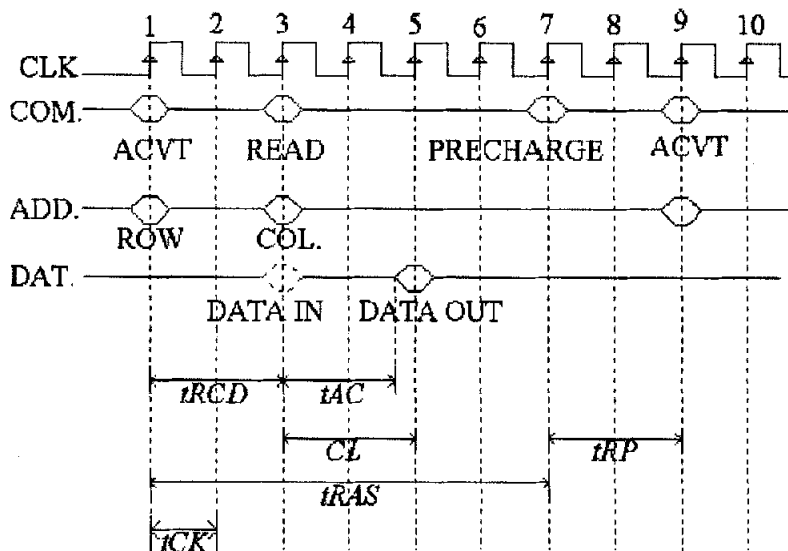 1 2 3 4 5 6 7 8 9 10
CLK
COM.
ACVT READ PRECHARGE ACVT
ADD.
ROW COL.
DAT.
DATA IN DATA OUT
tRCD tAC
CL tRP
tRAS
tCK